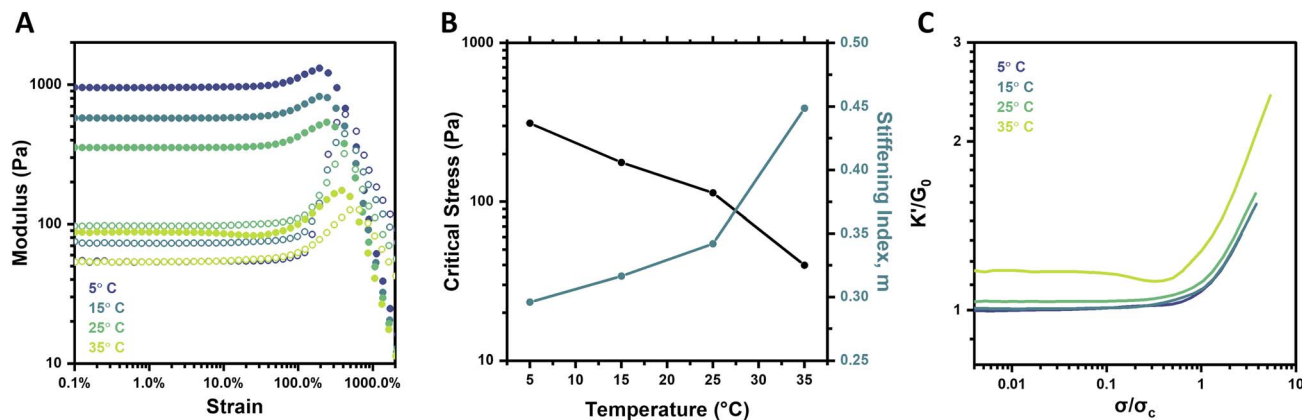 A
B
C
Modulus (Pa)
1000
100
10
5° C
15° C
25° C
35° C
0.1%
1.0%
10.0%
100.0%
1000.0%
Strain
Critical Stress (Pa)
1000
100
10
5
10
15
20
25
30
35
Temperature (°C)
0.50
0.45
0.40
0.35
0.30
0.25
Stiffening Index, m
K'/G0
3
2
1
5° C
15° C
25° C
35° C
0.01
0.1
1
10
σ/σc